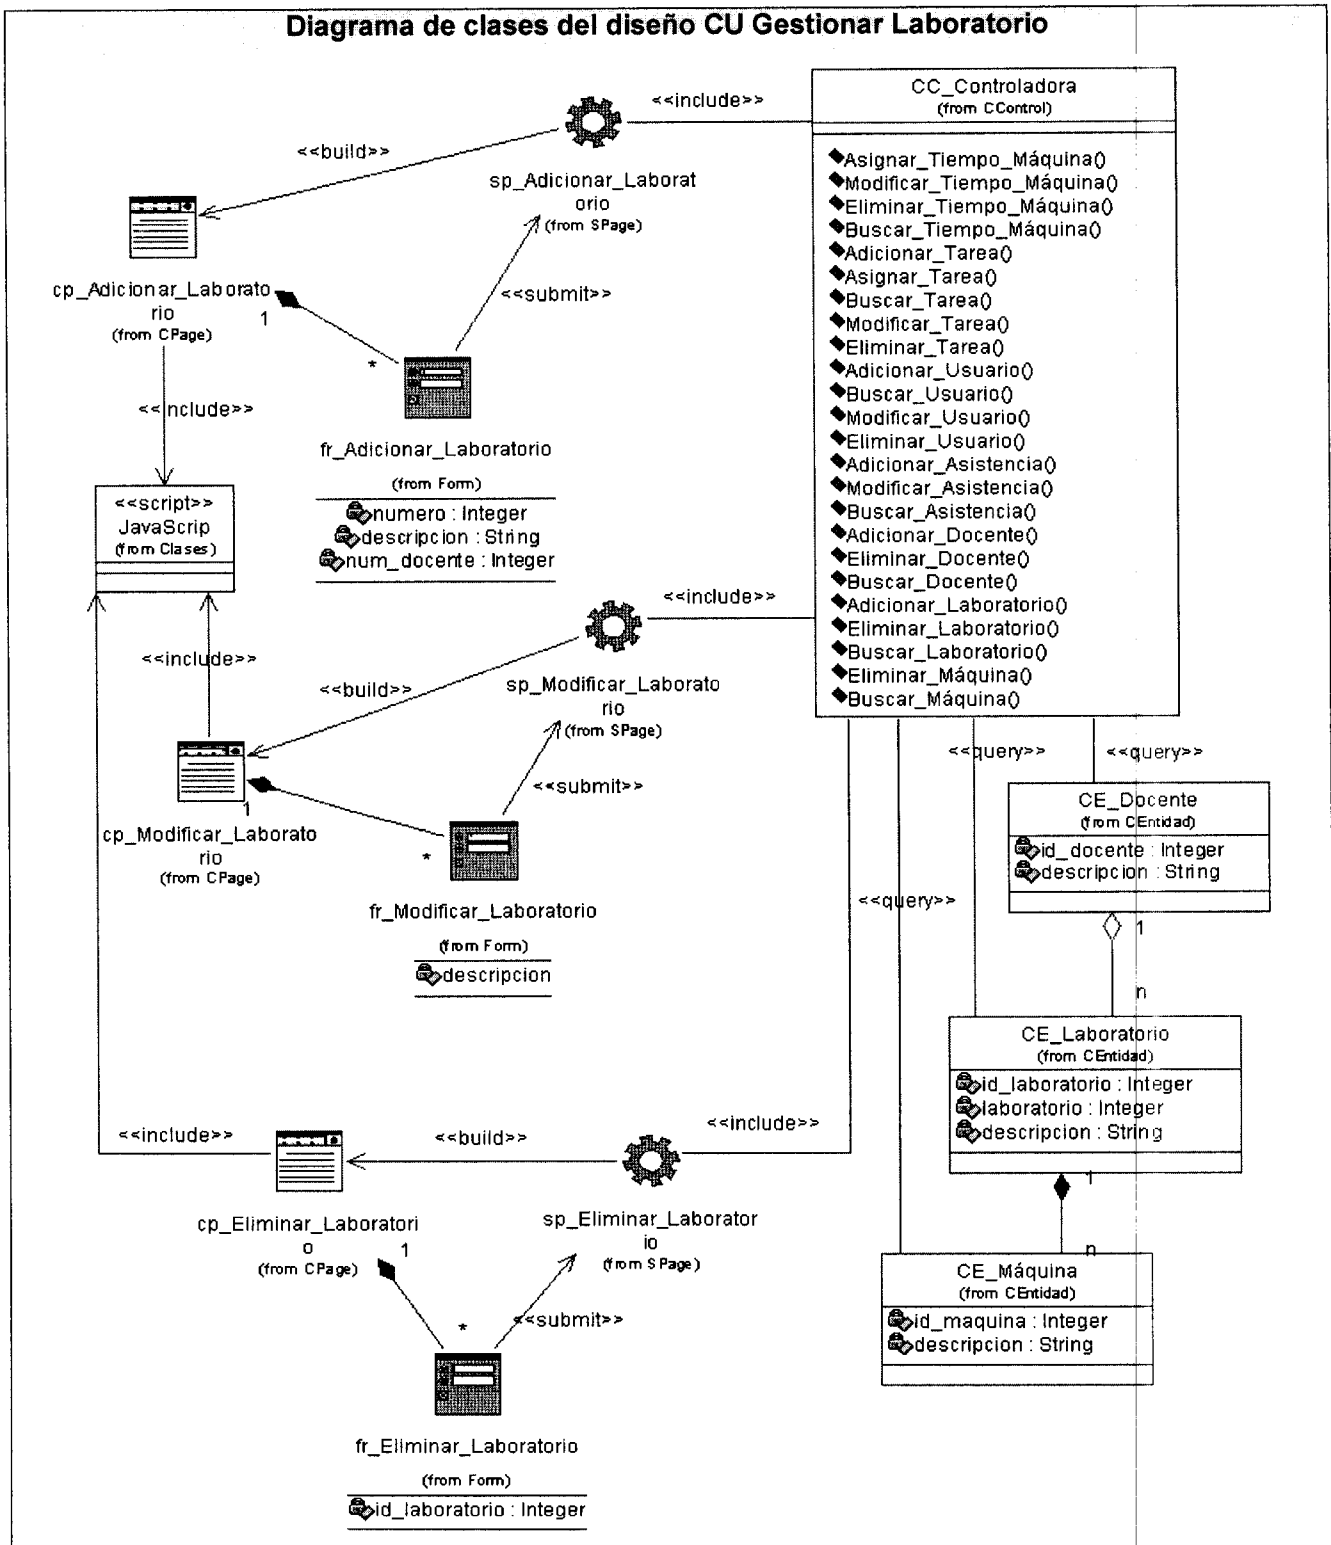 Diagrama de clases del diseño CU Gestionar Laboratorio
CC_Controladora
(from CControl)
Asignar_Tiempo_Máquina()
Modificar_Tiempo_Máquina()
Eliminar_Tiempo_Máquina()
Buscar_Tiempo_Máquina()
Adicionar_Tarea()
Asignar_Tarea()
Buscar_Tarea()
Modificar_Tarea()
Eliminar_Tarea()
Adicionar_Usuario()
Buscar_Usuario()
Modificar_Usuario()
Eliminar_Usuario()
Adicionar_Asistencia()
Modificar_Asistencia()
Buscar_Asistencia()
Adicionar_Docente()
Eliminar_Docente()
Buscar_Docente()
Adicionar_Laboratorio()
Eliminar_Laboratorio()
Buscar_Laboratorio()
Eliminar_Máquina()
Buscar_Máquina()
<<include>>
<<build>>
sp_Adicionar_Laborat
orio
(from SPage)
<<submit>>
cp_Adicionar_Laborato
rio
(from CPage)
1
*
<<include>>
fr_Adicionar_Laboratorio
(from Form)
numero : Integer
descripcion : String
num_docente : Integer
<<script>>
JavaScrip
(from Clases)
<<include>>
<<include>>
<<build>>
sp_Modificar_Laborato
rio
(from SPage)
<<submit>>
1
cp_Modificar_Laborato
rio
(from CPage)
*
fr_Modificar_Laboratorio
(from Form)
descripcion
<<query>>
<<query>>
<<query>>
CE_Docente
(from CEntidad)
id_docente : Integer
descripcion : String
1
n
CE_Laboratorio
(from CEntidad)
id_laboratorio : Integer
laboratorio : Integer
descripcion : String
1
n
CE_Máquina
(from CEntidad)
id_maquina : Integer
descripcion : String
<<include>>
<<build>>
<<include>>
cp_Eliminar_Laboratori
o
(from CPage)
1
sp_Eliminar_Laborator
io
(from SPage)
<<submit>>
*
fr_Eliminar_Laboratorio
(from Form)
id_laboratorio : Integer